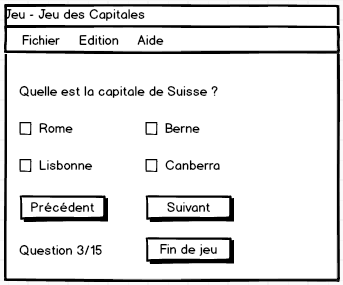 Jeu - Jeu des Capitales
Fichier Edition Aide
Quelle est la capitale de Suisse ?
Rome Berne
Lisbonne Canberra
Précédent Suivant
Question 3/15 Fin de jeu